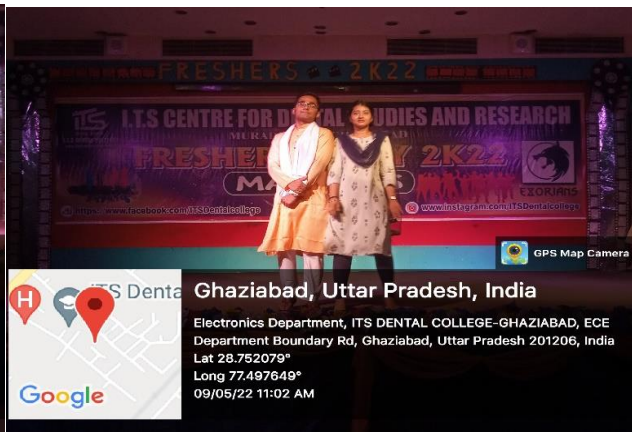 FRESHERS 2K22
ITS
I.T.S CENTRE FOR DENTAL STUDIES AND RESEARCH
FRESHER 2K22
EZORIANS
www.facebook.com/ITSDentalcollege
www.instagram.com/ITSDentalcollege
GPS Map Camera
H
ITS Denta
Google
Ghaziabad, Uttar Pradesh, India
Electronics Department, ITS DENTAL COLLEGE-GHAZIABAD, ECE
Department Boundary Rd, Ghaziabad, Uttar Pradesh 201206, India
Lat 28.752079°
Long 77.497649°
09/05/22 11:02 AM